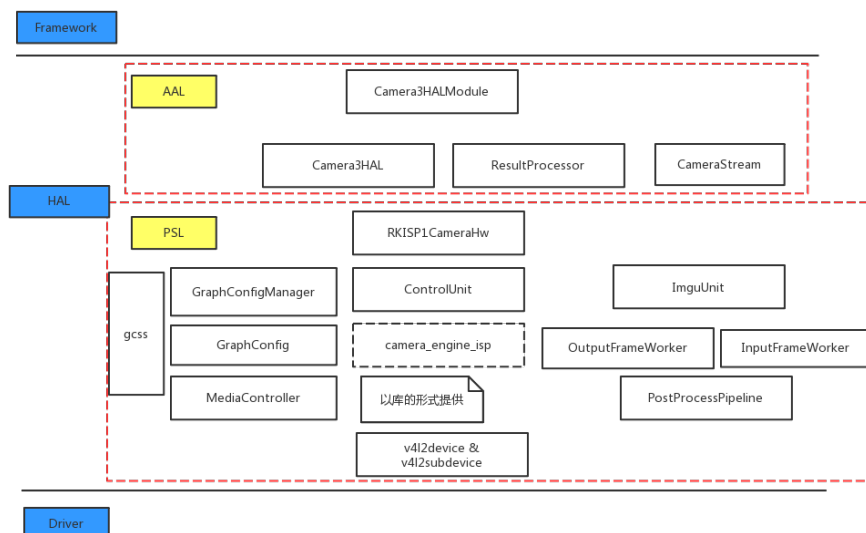 Framework
AAL
Camera3HALModule
Camera3HAL
ResultProcessor
CameraStream
HAL
PSL
RKISP1CameraHw
gcss
GraphConfigManager
ControlUnit
ImguUnit
GraphConfig
camera_engine_isp
OutputFrameWorker
InputFrameWorker
MediaController
以库的形式提供
PostProcessPipeline
v4l2device &
v4l2subdevice
Driver